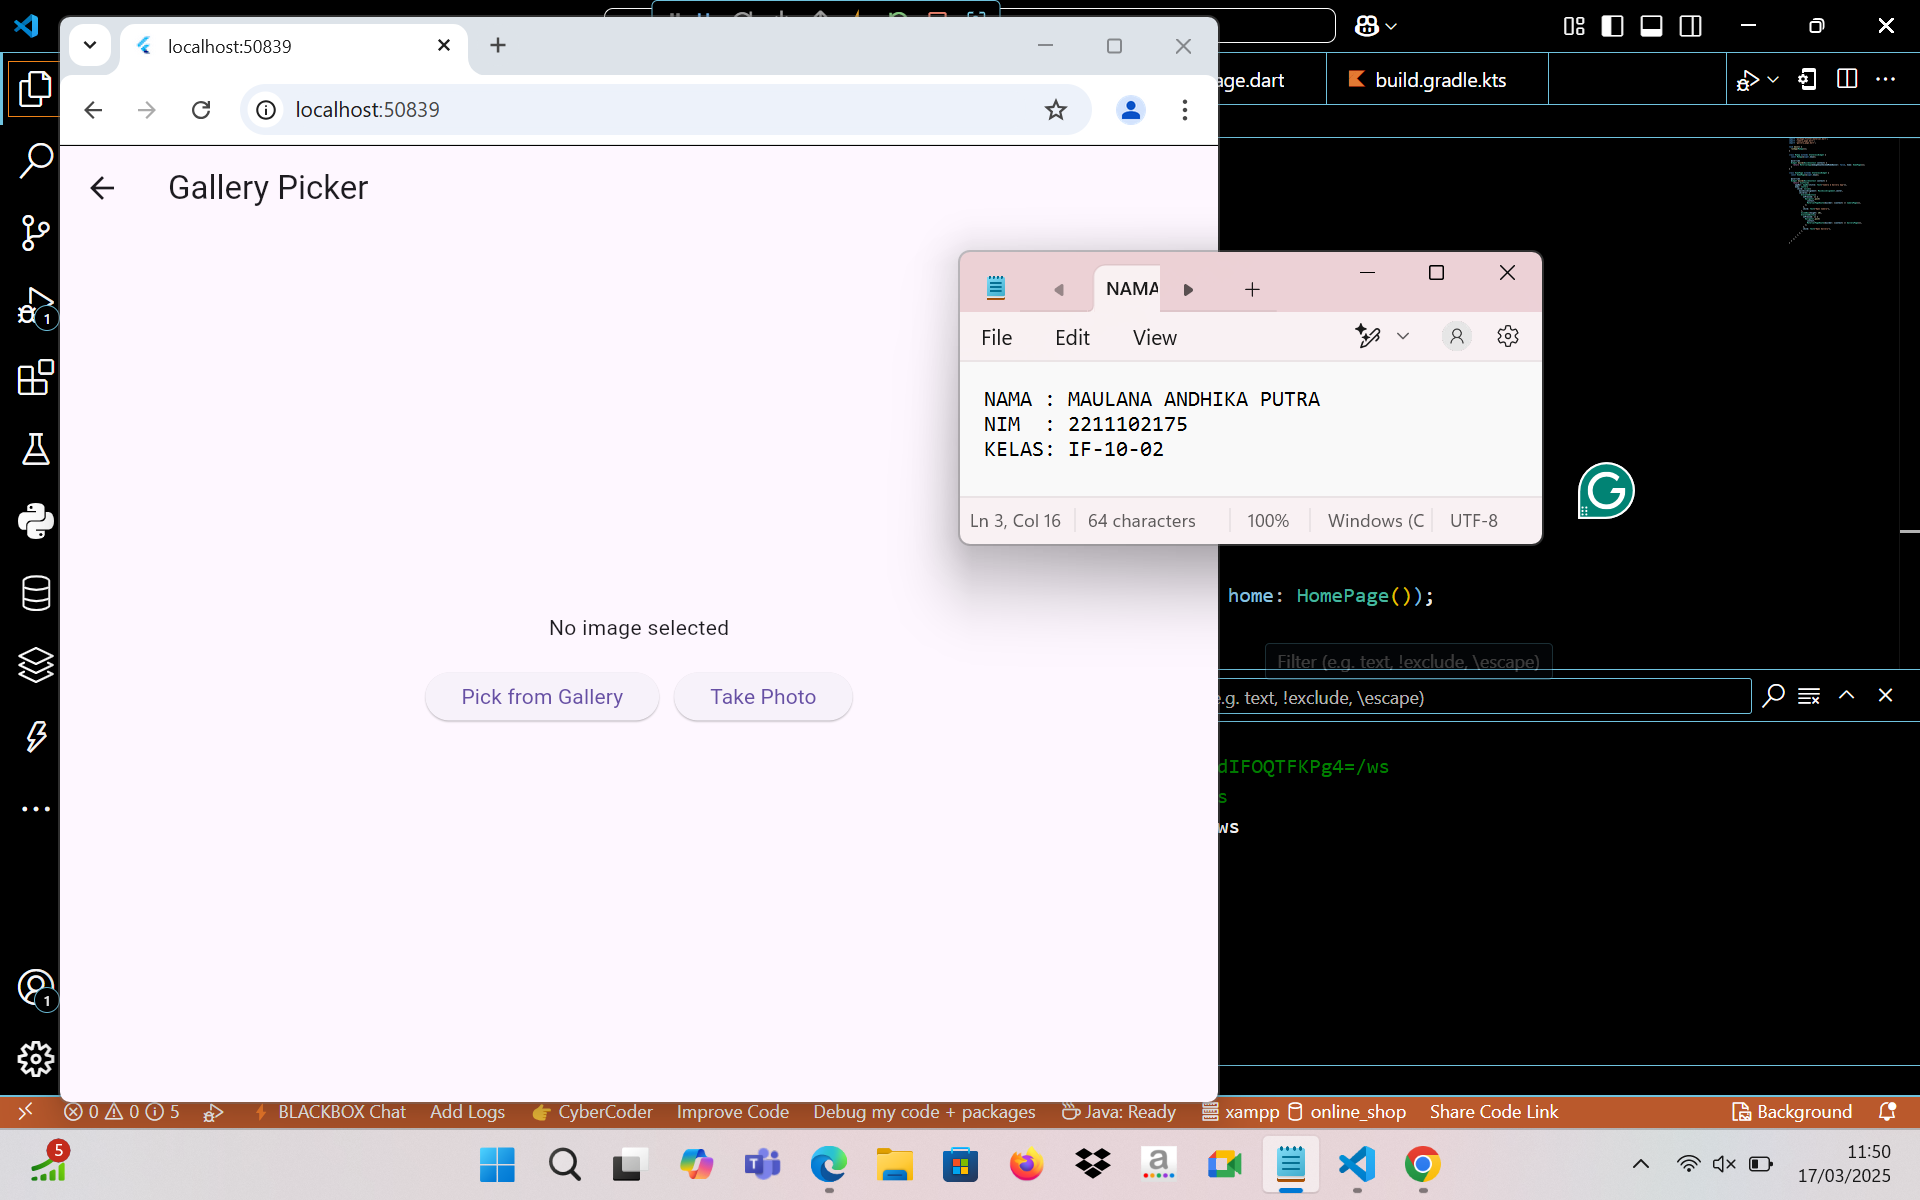 localhost:50839
localhost:50839
age.dart
build.gradle.kts
Gallery Picker
NAMA
File Edit View
NAMA : MAULANA ANDHIKA PUTRA
NIM  : 2211102175
KELAS: IF-10-02
Ln 3, Col 16 64 characters 100% Windows (C UTF-8
G
home: HomePage());
No image selected
Pick from Gallery Take Photo
Filter (e.g. text, !exclude, \escape)
e.g. text, !exclude, \escape)
dIFOQTFKPg4=/ws
s
ws
1
1
0 0 5 BLACKBOX Chat Add Logs CyberCoder Improve Code Debug my code + packages Java: Ready xampp online_shop Share Code Link Background
5
11:50
17/03/2025